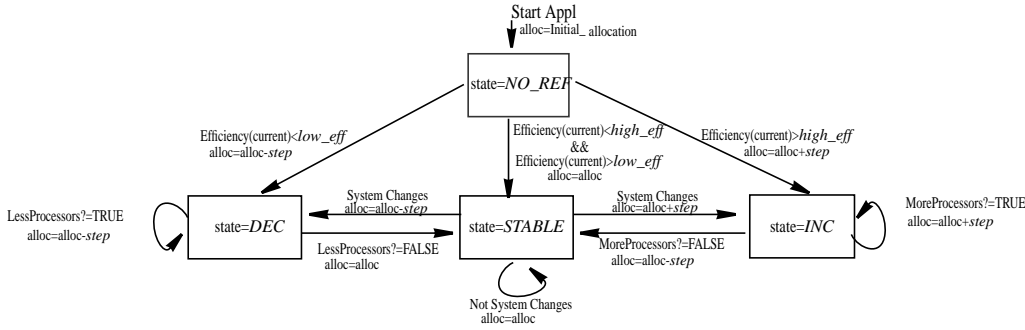 Start Appl
alloc=Initial_ allocation
state=NO_REF
Efficiency(current)<low_eff
alloc=alloc-step
Efficiency(current)<high_eff
&&
Efficiency(current)>low_eff
alloc=alloc
Efficiency(current)>high_eff
alloc=alloc+step
LessProcessors?=TRUE
alloc=alloc-step
state=DEC
System Changes
alloc=alloc-step
LessProcessors?=FALSE
alloc=alloc
state=STABLE
System Changes
alloc=alloc+step
MoreProcessors?=FALSE
alloc=alloc-step
state=INC
MoreProcessors?=TRUE
alloc=alloc+step
Not System Changes
alloc=alloc